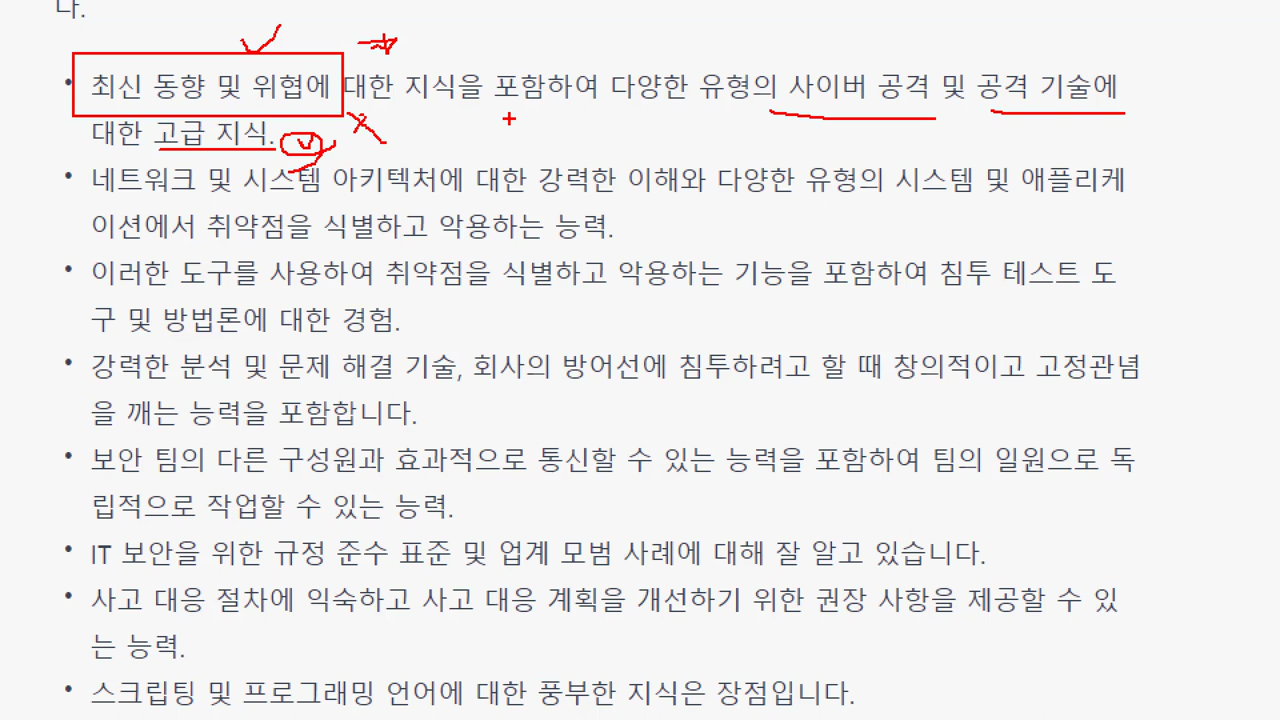 다.
• 최신 동향 및 위협에 대한 지식을 포함하여 다양한 유형의 사이버 공격 및 공격 기술에
대한 고급 지식.
• 네트워크 및 시스템 아키텍처에 대한 강력한 이해와 다양한 유형의 시스템 및 애플리케
이션에서 취약점을 식별하고 악용하는 능력.
• 이러한 도구를 사용하여 취약점을 식별하고 악용하는 기능을 포함하여 침투 테스트 도
구 및 방법론에 대한 경험.
• 강력한 분석 및 문제 해결 기술, 회사의 방어선에 침투하려고 할 때 창의적이고 고정관념
을 깨는 능력을 포함합니다.
• 보안 팀의 다른 구성원과 효과적으로 통신할 수 있는 능력을 포함하여 팀의 일원으로 독
립적으로 작업할 수 있는 능력.
• IT 보안을 위한 규정 준수 표준 및 업계 모범 사례에 대해 잘 알고 있습니다.
• 사고 대응 절차에 익숙하고 사고 대응 계획을 개선하기 위한 권장 사항을 제공할 수 있
는 능력.
• 스크립팅 및 프로그래밍 언어에 대한 풍부한 지식은 장점입니다.